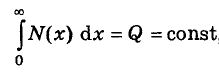 ∞
∫ N(x) dx = Q = const,
0